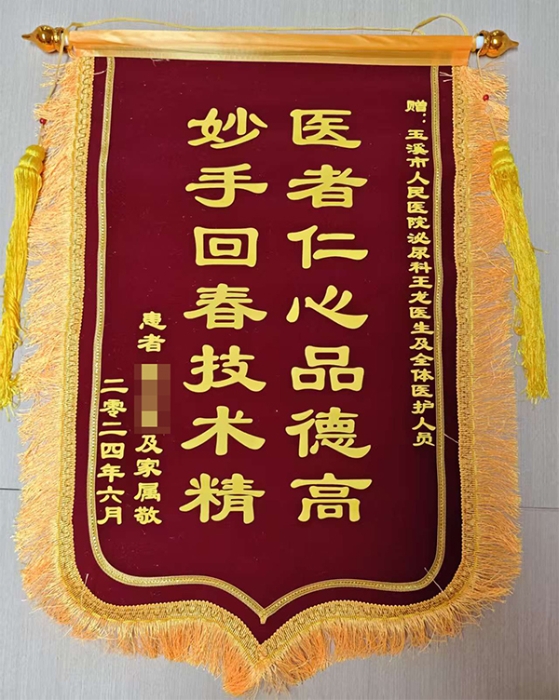 赠：玉溪市人民医院泌尿科王龙医生及全体医护人员
医者仁心品德高
妙手回春技术精
患者 及家属敬
二零二四年六月